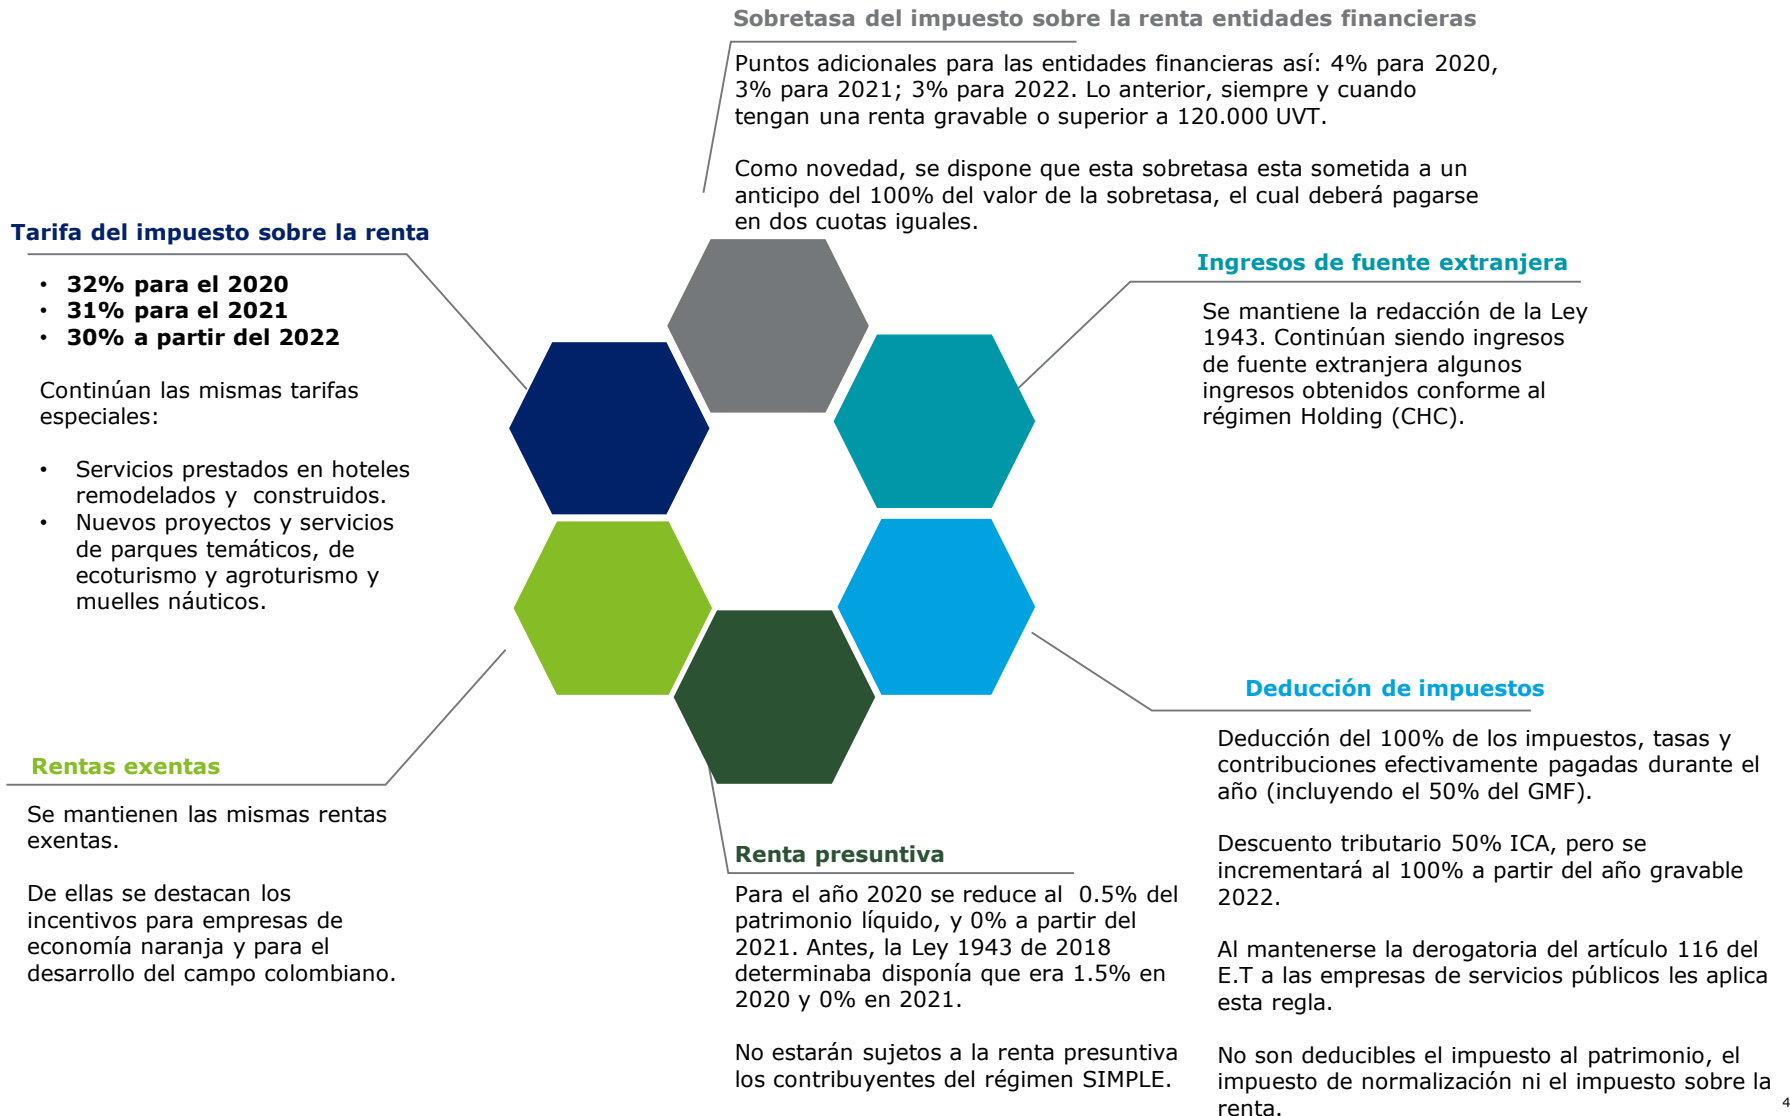 Sobretasa del impuesto sobre la renta entidades financieras
Puntos adicionales para las entidades financieras así: 4% para 2020,
3% para 2021; 3% para 2022. Lo anterior, siempre y cuando
tengan una renta gravable o superior a 120.000 UVT.
Como novedad, se dispone que esta sobretasa esta sometida a un
anticipo del 100% del valor de la sobretasa, el cual deberá pagarse
en dos cuotas iguales.
Tarifa del impuesto sobre la renta
• 32% para el 2020
• 31% para el 2021
• 30% a partir del 2022
Continúan las mismas tarifas
especiales:
• Servicios prestados en hoteles
remodelados y construidos.
• Nuevos proyectos y servicios
de parques temáticos, de
ecoturismo y agroturismo y
muelles náuticos.
Ingresos de fuente extranjera
Se mantiene la redacción de la Ley
1943. Continúan siendo ingresos
de fuente extranjera algunos
ingresos obtenidos conforme al
régimen Holding (CHC).
Rentas exentas
Se mantienen las mismas rentas
exentas.
De ellas se destacan los
incentivos para empresas de
economía naranja y para el
desarrollo del campo colombiano.
Renta presuntiva
Para el año 2020 se reduce al 0.5% del
patrimonio líquido, y 0% a partir del
2021. Antes, la Ley 1943 de 2018
determinaba disponía que era 1.5% en
2020 y 0% en 2021.
No estarán sujetos a la renta presuntiva
los contribuyentes del régimen SIMPLE.
Deducción de impuestos
Deducción del 100% de los impuestos, tasas y
contribuciones efectivamente pagadas durante el
año (incluyendo el 50% del GMF).
Descuento tributario 50% ICA, pero se
incrementará al 100% a partir del año gravable
2022.
Al mantenerse la derogatoria del artículo 116 del
E.T a las empresas de servicios públicos les aplica
esta regla.
No son deducibles el impuesto al patrimonio, el
impuesto de normalización ni el impuesto sobre la
renta.
4